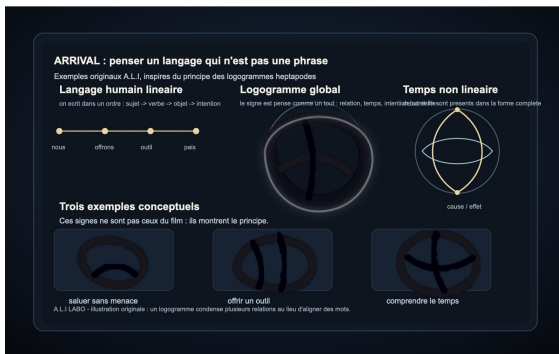 ARRIVAL : penser un langage qui n'est pas une phrase
Exemples originaux A.L.I, inspires du principe des logogrammes heptapodes
Langage humain lineaire
on ecrit dans un ordre : sujet -> verbe -> objet -> intention
nous offrons outil paix
Logogramme global
le signe est pense comme un tout : relation, temps, intention
Temps non lineaire
sont presents dans la forme complete
cause / effet
Trois exemples conceptuels
Ces signes ne sont pas ceux du film : ils montrent le principe.
saluer sans menace
offrir un outil
comprendre le temps
A.L.I LABO - illustration originale : un logogramme condense plusieurs relations au lieu d'aligner des mots.